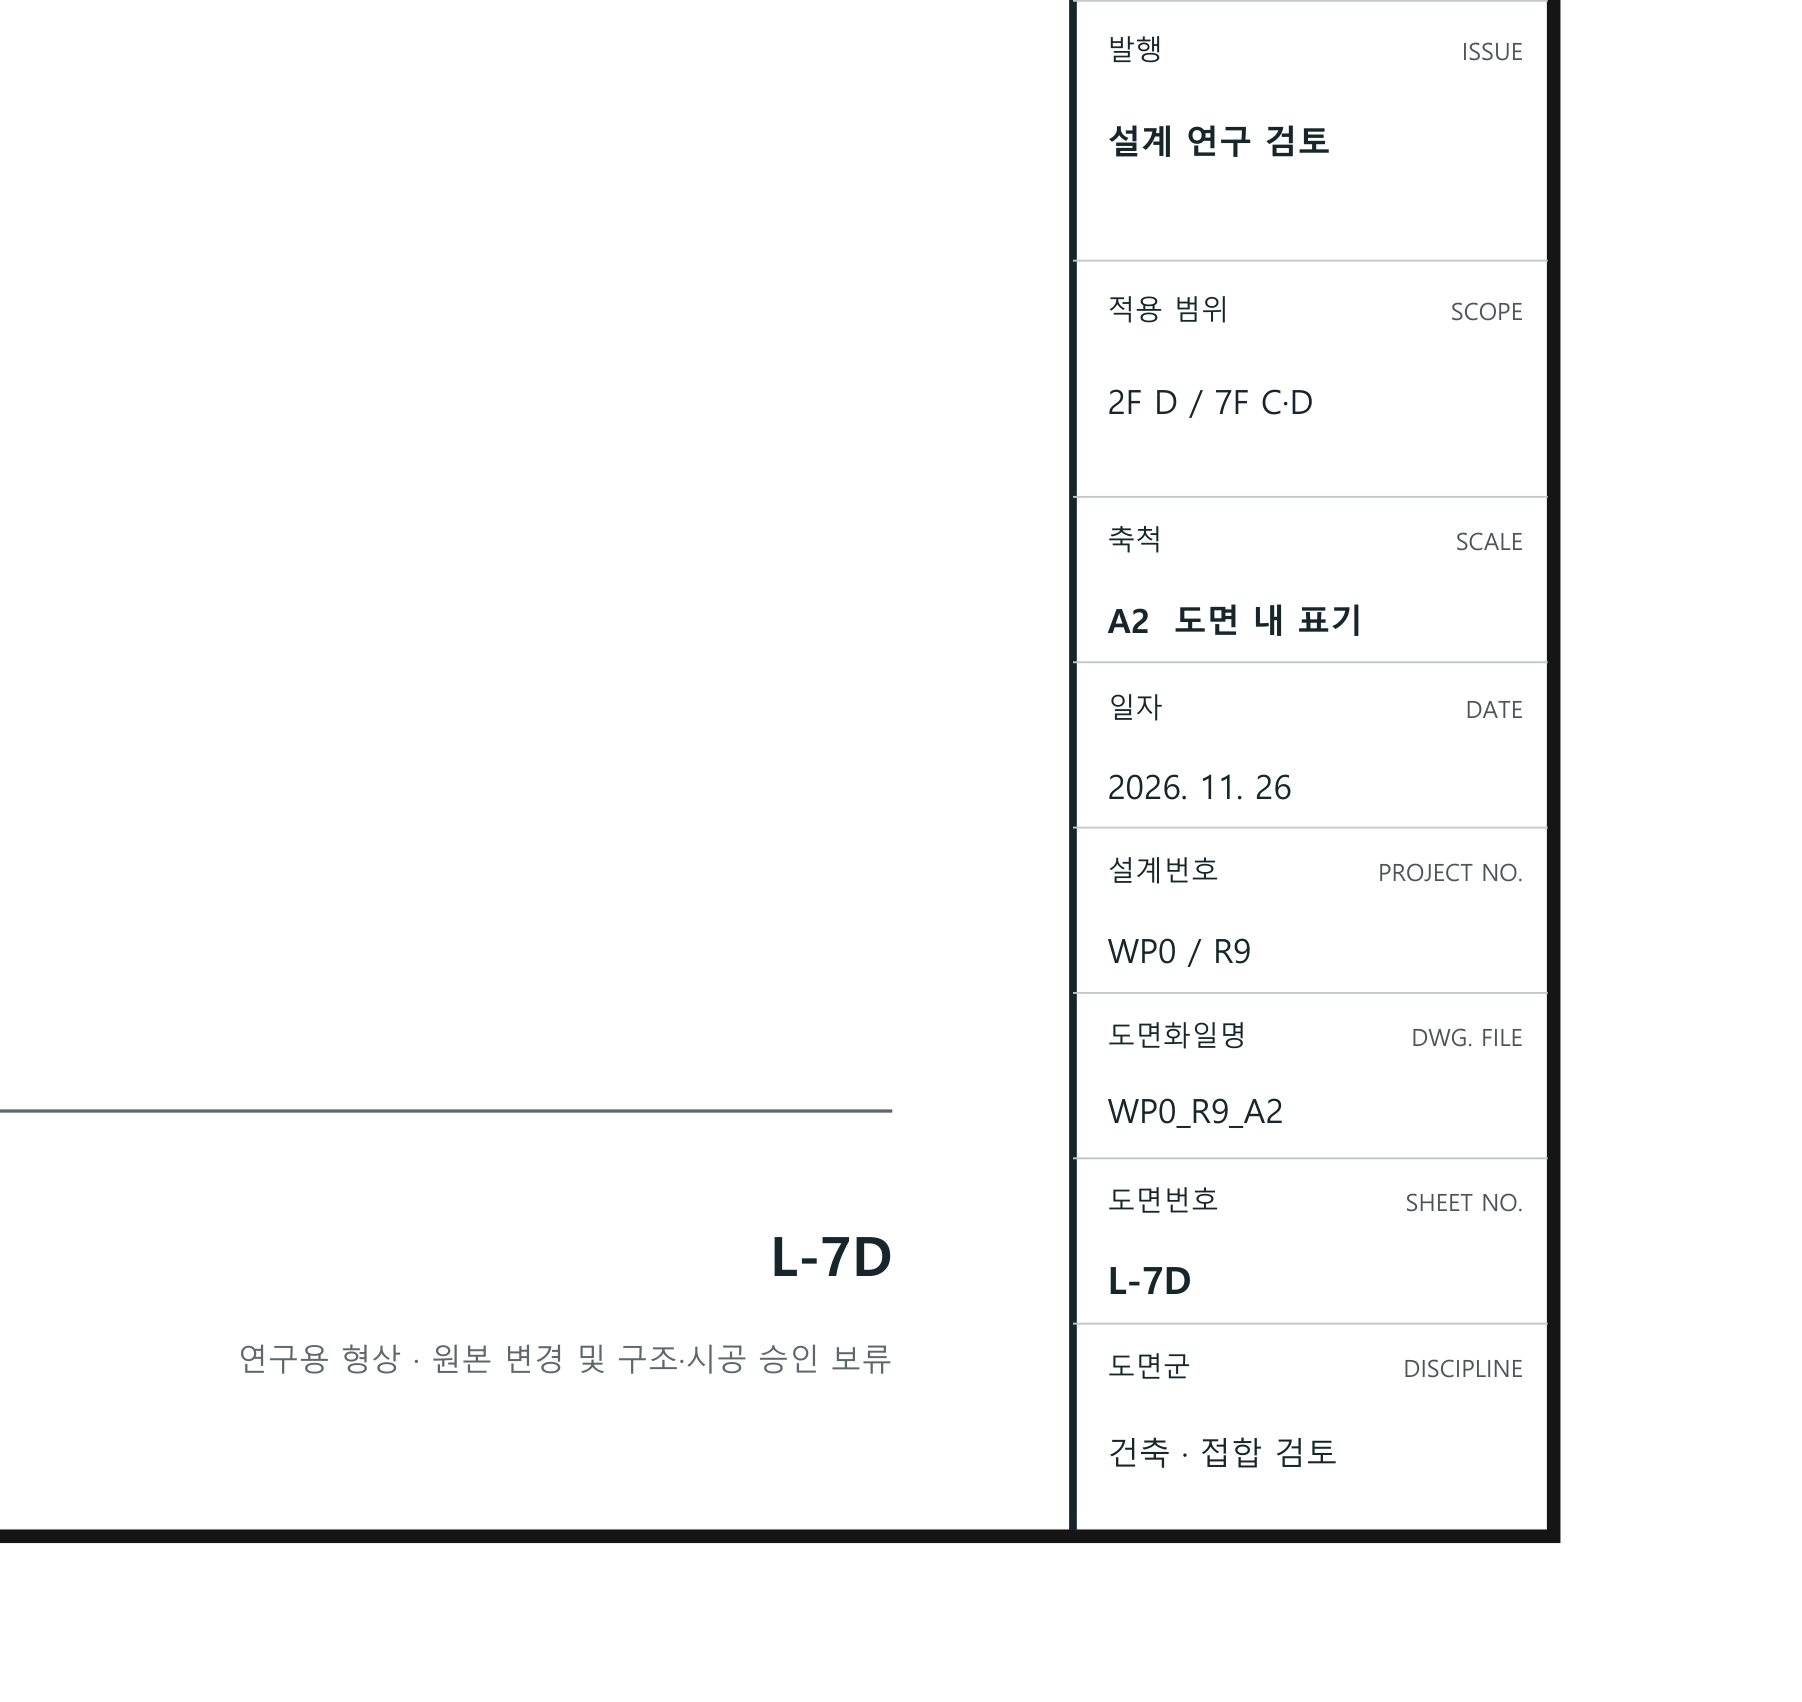 발행 ISSUE
설계 연구 검토
적용 범위 SCOPE
2F D / 7F C·D
축척 SCALE
A2 도면 내 표기
일자 DATE
2026. 11. 26
설계번호 PROJECT NO.
WP0 / R9
도면화일명 DWG. FILE
WP0_R9_A2
도면번호 SHEET NO.
L-7D
도면군 DISCIPLINE
건축 · 접합 검토
L-7D
연구용 형상 · 원본 변경 및 구조·시공 승인 보류